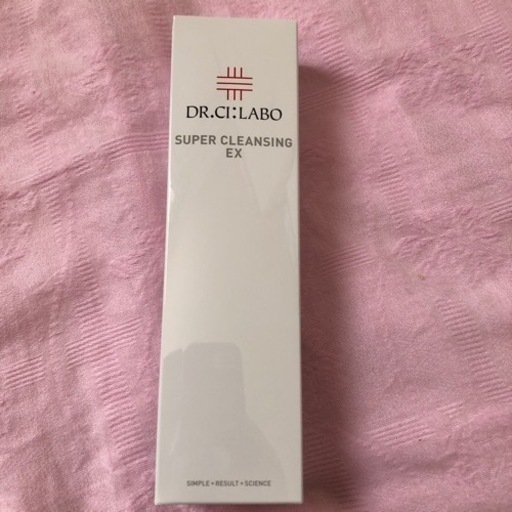 DR.CI:LABO
SUPER CLEANSING
EX
SIMPLE • RESULT • SCIENCE